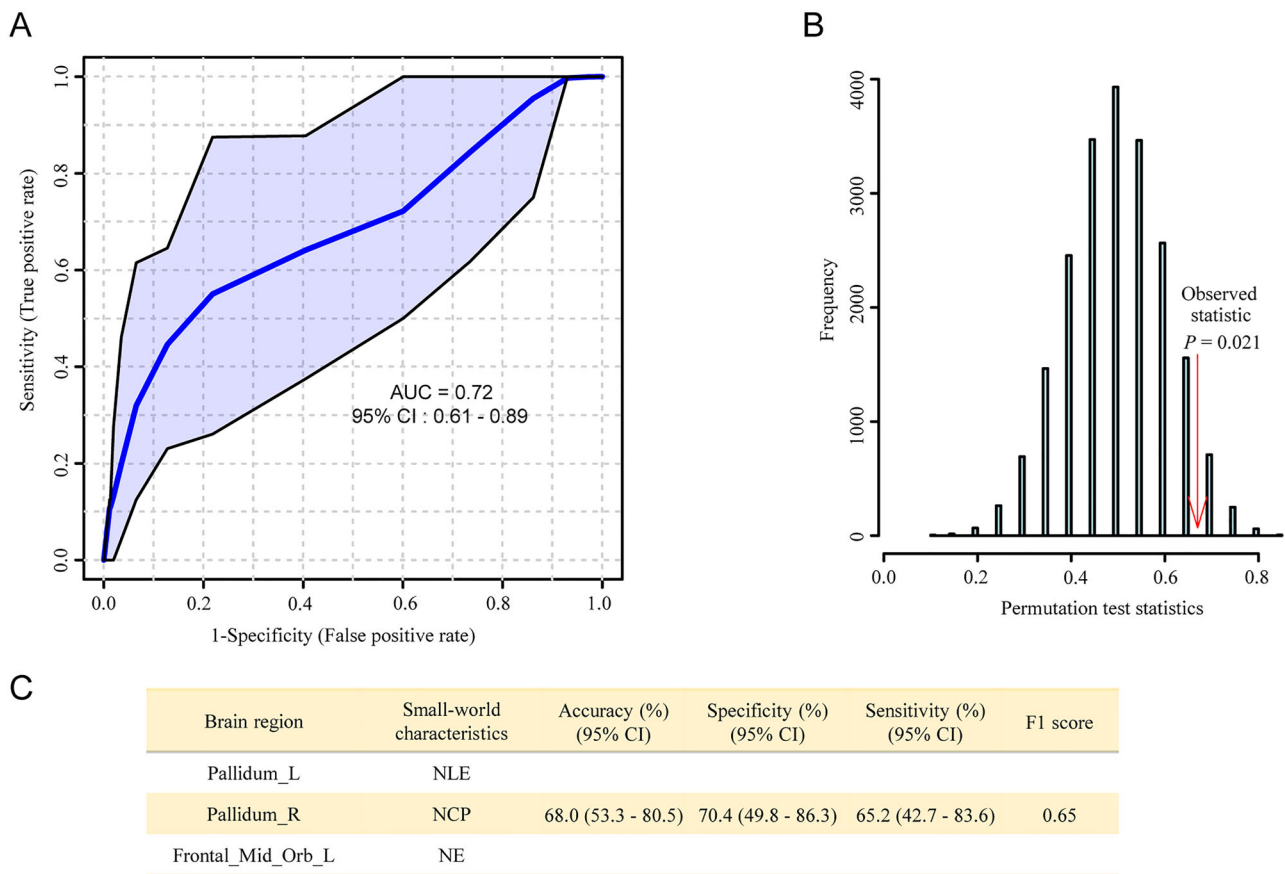 A
B
1.0
0.8
0.6
0.4
0.2
0.0
Sensitivity (True positive rate)
AUC = 0.72
95% CI : 0.61 - 0.89
0.0 0.2 0.4 0.6 0.8 1.0
1-Specificity (False positive rate)
4000
3000
2000
1000
0
Frequency
Observed
statistic
P = 0.021
0.0 0.2 0.4 0.6 0.8
Permutation test statistics
C
Brain region Small-world characteristics Accuracy (%) (95% CI) Specificity (%) (95% CI) Sensitivity (%) (95% CI) F1 score
Pallidum_L NLE
Pallidum_R NCP 68.0 (53.3 - 80.5) 70.4 (49.8 - 86.3) 65.2 (42.7 - 83.6) 0.65
Frontal_Mid_Orb_L NE